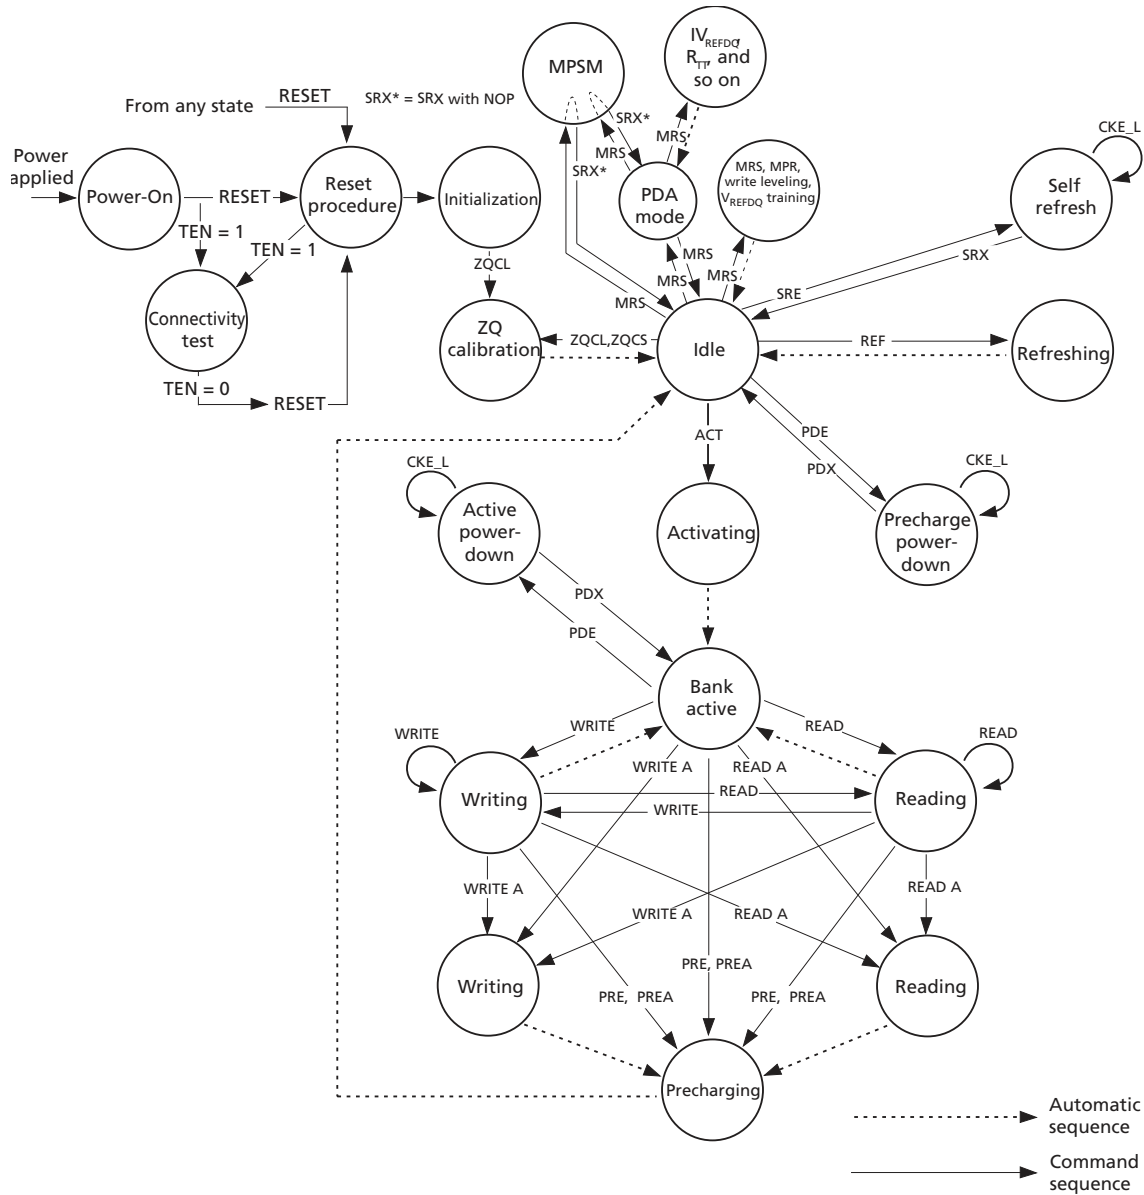 IV_REFDQ,
R_TT, and
so on
MPSM
SRX* = SRX with NOP
From any state
RESET
SRX*
MRS
MRS
SRX*
CKE_L
Power
applied
Power-On
RESET
Reset
procedure
Initialization
PDA
mode
MRS, MPR,
write leveling,
V_REFDQ training
Self
refresh
TEN = 1
TEN = 1
MRS
MRS
MRS
SRX
ZQCL
SRE
MRS
Connectivity
test
ZQ
calibration
ZQCL,ZQCS
Idle
REF
Refreshing
TEN = 0
RESET
ACT
PDE
PDX
CKE_L
CKE_L
Active
power-
down
Activating
Precharge
power-
down
PDX
PDE
Bank
active
WRITE
READ
WRITE
READ
WRITE A
READ A
Writing
READ
WRITE
Reading
WRITE A
READ A
WRITE A
READ A
PRE, PREA
Writing
PRE, PREA
PRE, PREA
Reading
Precharging
Automatic
sequence
Command
sequence